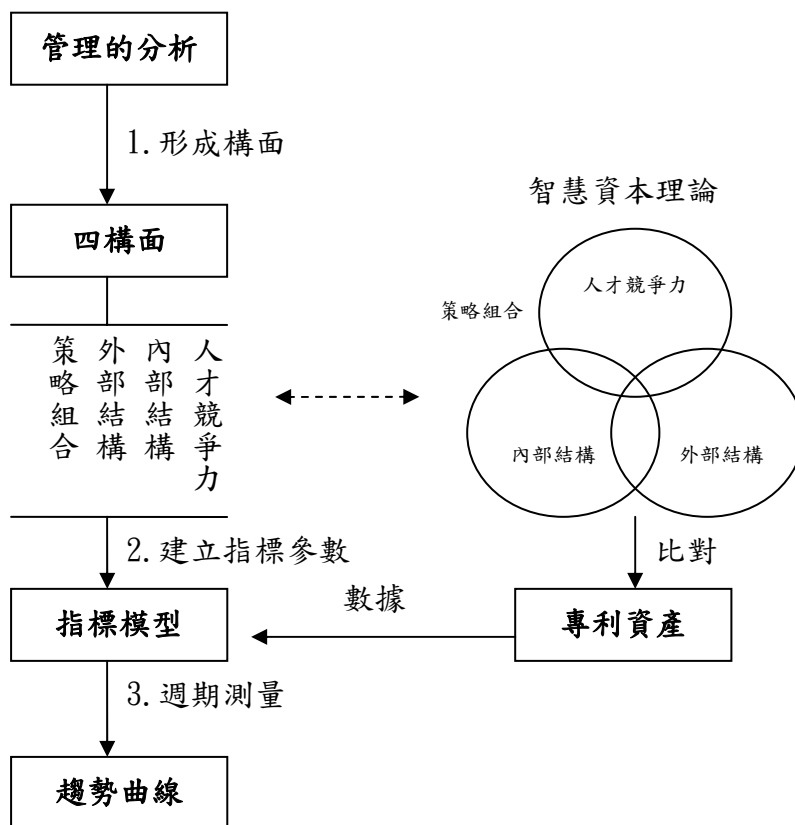 管理的分析
1.形成構面
四構面
策略組合
外部結構
內部結構
人才競爭力
2.建立指標參數
指標模型
3.週期測量
趨勢曲線
智慧資本理論
人才競爭力
策略組合
內部結構
外部結構
比對
數據
專利資產